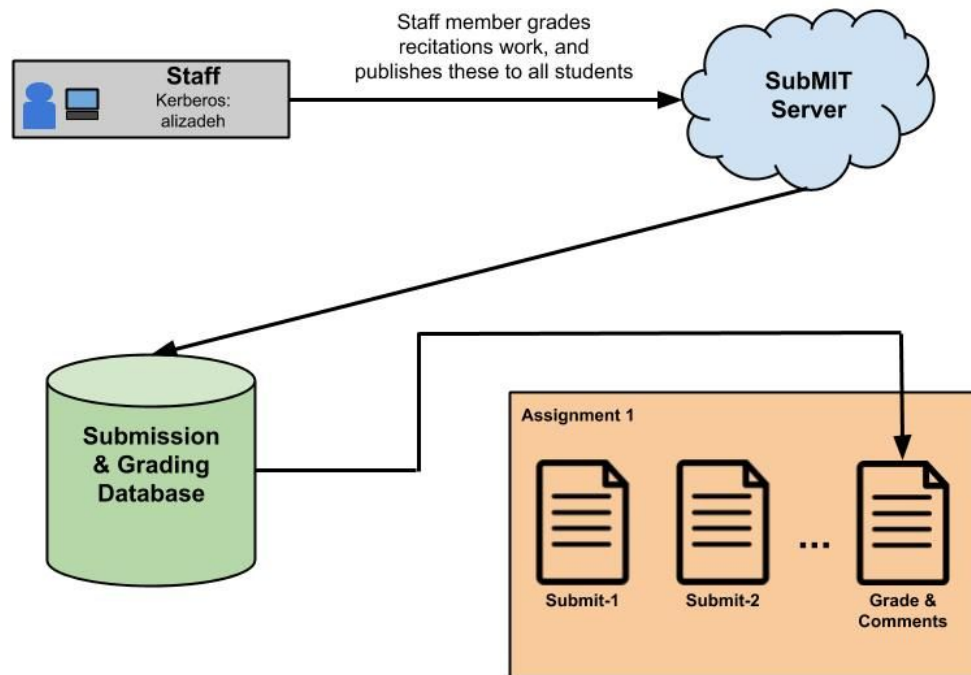 Staff member grades
recitations work, and
publishes these to all students
Staff
Kerberos:
alizadeh
SubMIT
Server
Submission
& Grading
Database
Assignment 1
...
Submit-1
Submit-2
Grade &
Comments